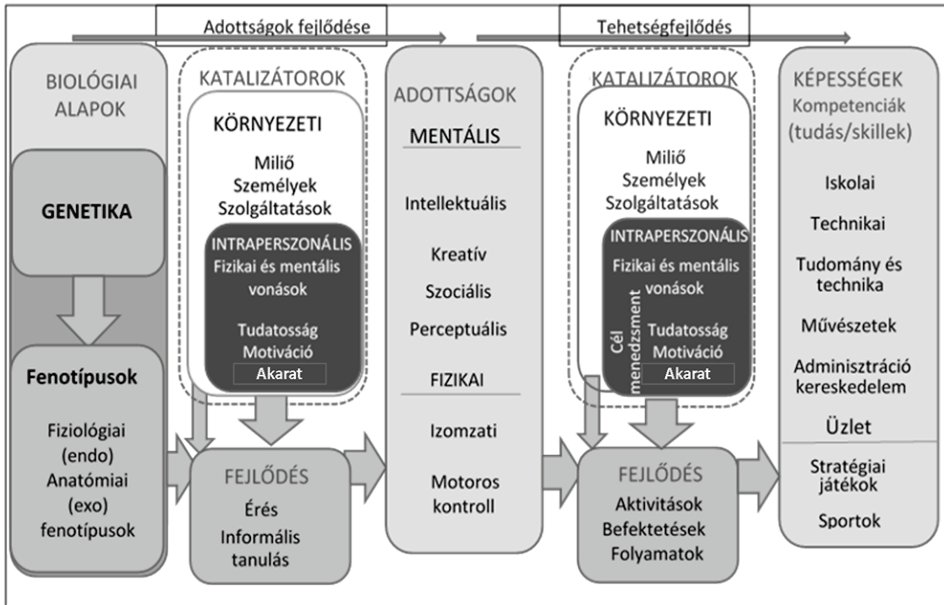 Adottságok fejlődése
Tehetségfejlődés
BIOLÓGIAI
ALAPOK
GENETIKA
Fenotípusok
Fiziológiai
(endo)
Anatómiai
(exo)
fenotípusok
KATALIZÁTOROK
KÖRNYEZETI
Miliő
Személyek
Szolgáltatások
INTRAPERSZONÁLIS
Fizikai és mentális
vonások
Tudatosság
Motiváció
Akarat
FEJLŐDÉS
Érés
Informális
tanulás
ADOTTSÁGOK
MENTÁLIS
Intellektuális
Kreatív
Szociális
Perceptuális
FIZIKAI
Izomzati
Motoros
kontroll
KATALIZÁTOROK
KÖRNYEZETI
Miliő
Személyek
Szolgáltatások
INTRAPERSZONÁLIS
Fizikai és mentális
vonások
Cél
menedzsment
Tudatosság
Motiváció
Akarat
FEJLŐDÉS
Aktivitások
Befektetések
Folyamatok
KÉPESSÉGEK
Kompetenciák
(tudás/skillek)
Iskolai
Technikai
Tudomány és
technika
Művészetek
Adminisztráció
kereskedelem
Üzlet
Stratégiai
játékok
Sportok